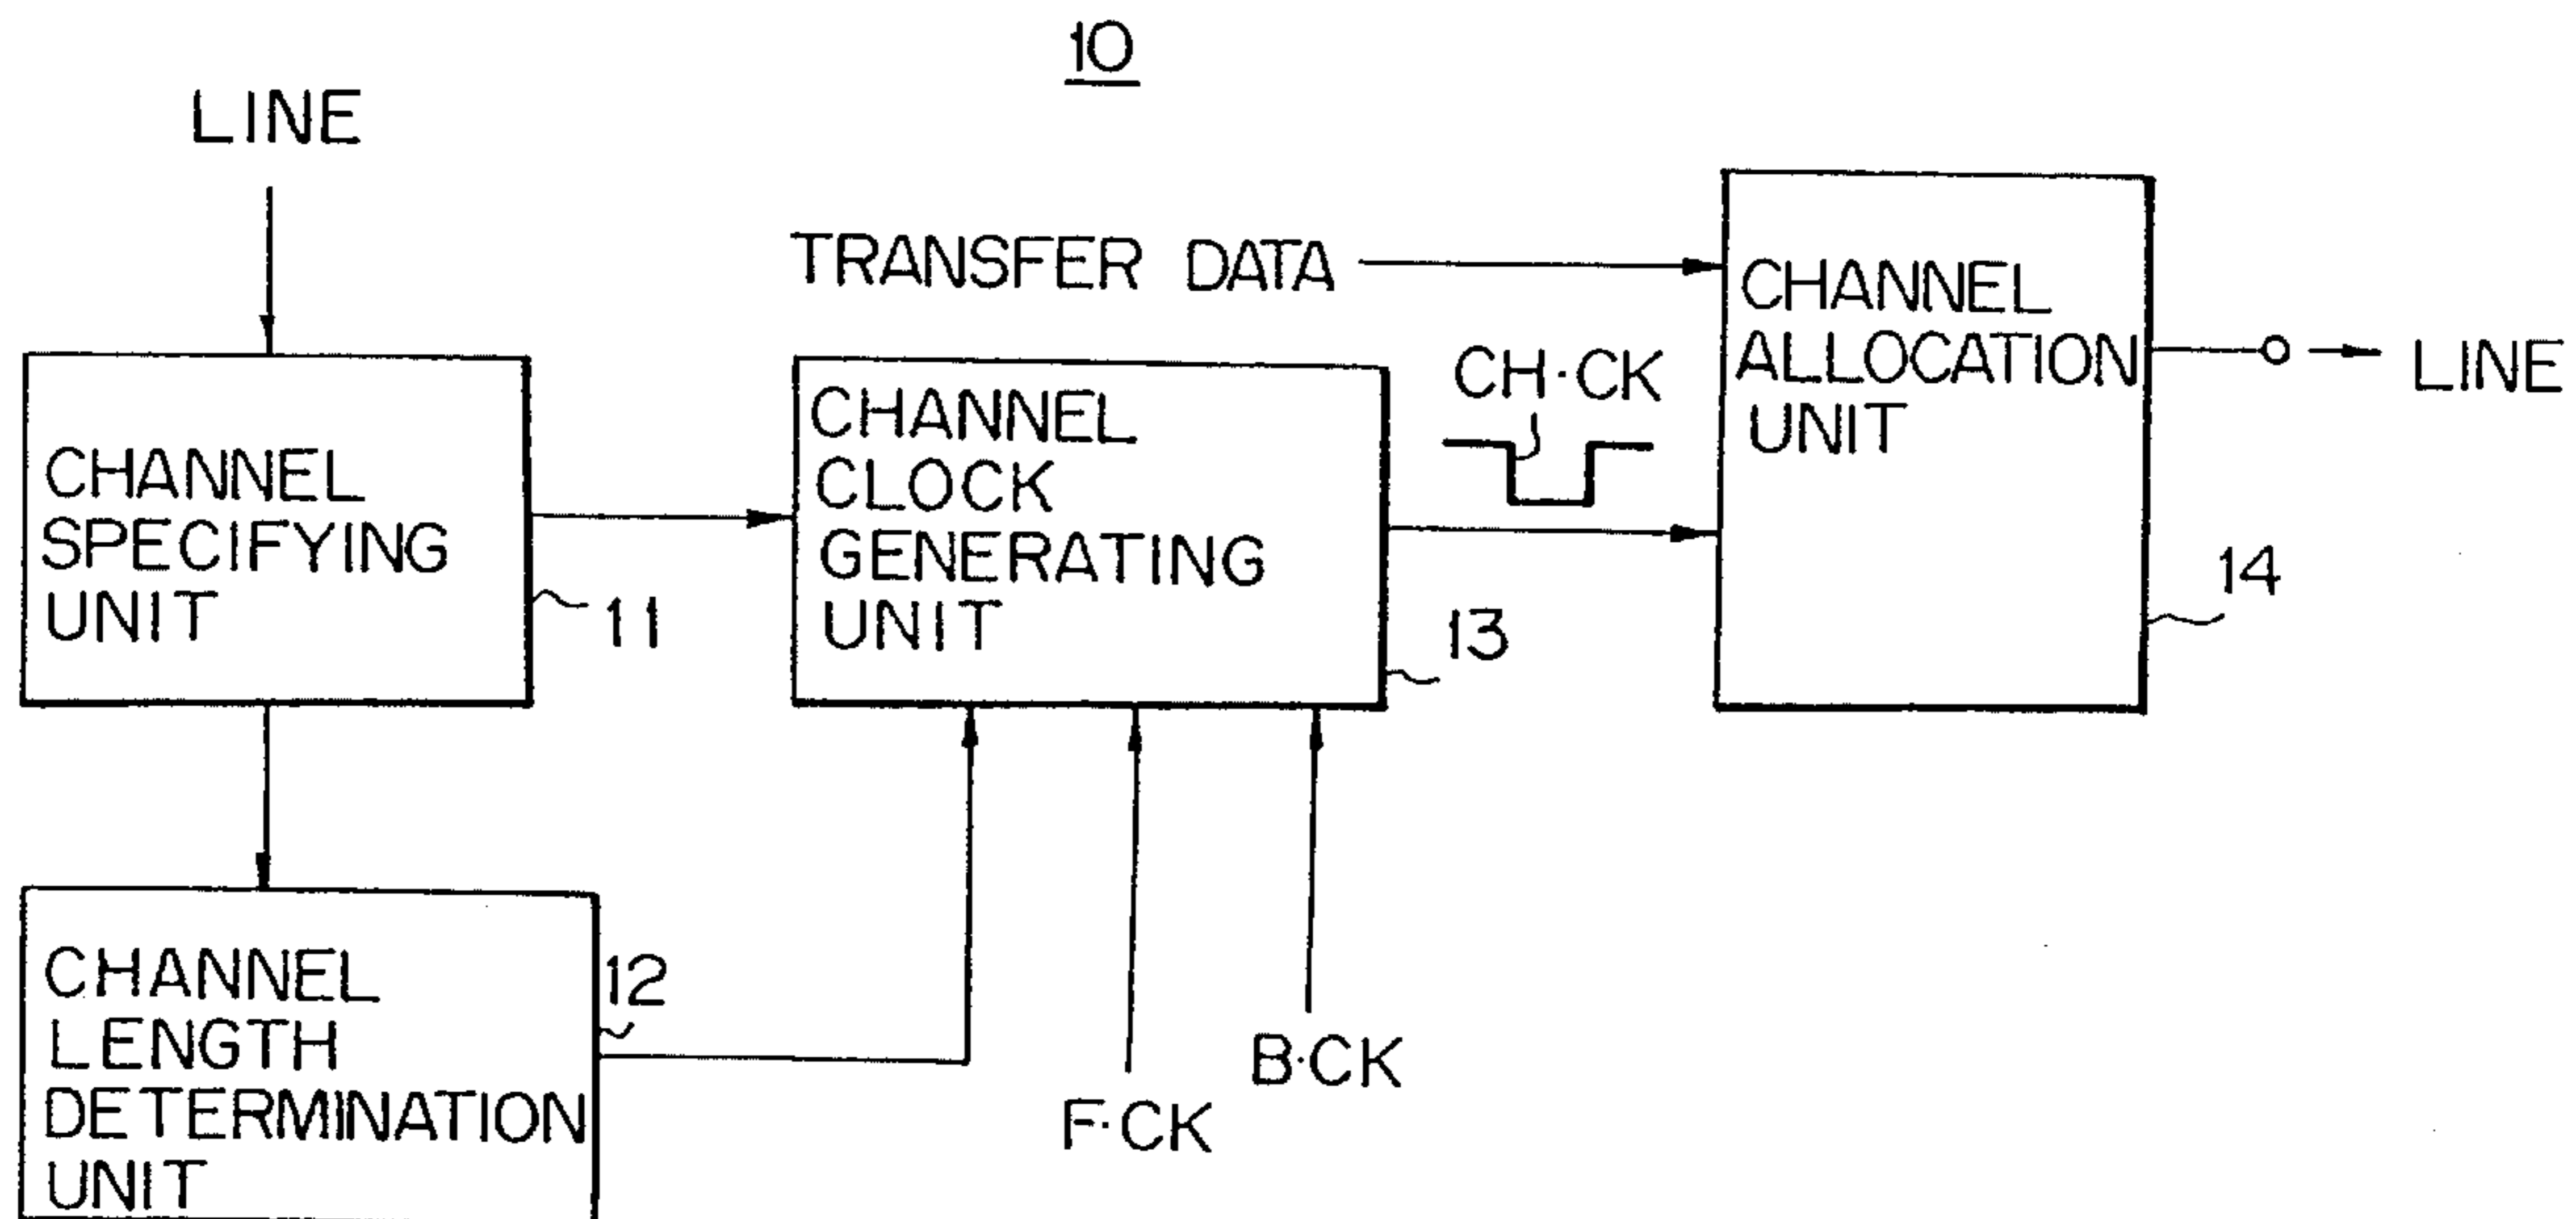 10
LINE
TRANSFER DATA
CHANNEL
ALLOCATION
UNIT
LINE
CH·CK
CHANNEL
SPECIFYING
UNIT
11
CHANNEL
CLOCK
GENERATING
UNIT
13
14
CHANNEL
LENGTH
DETERMINATION
UNIT
12
F·CK
B·CK